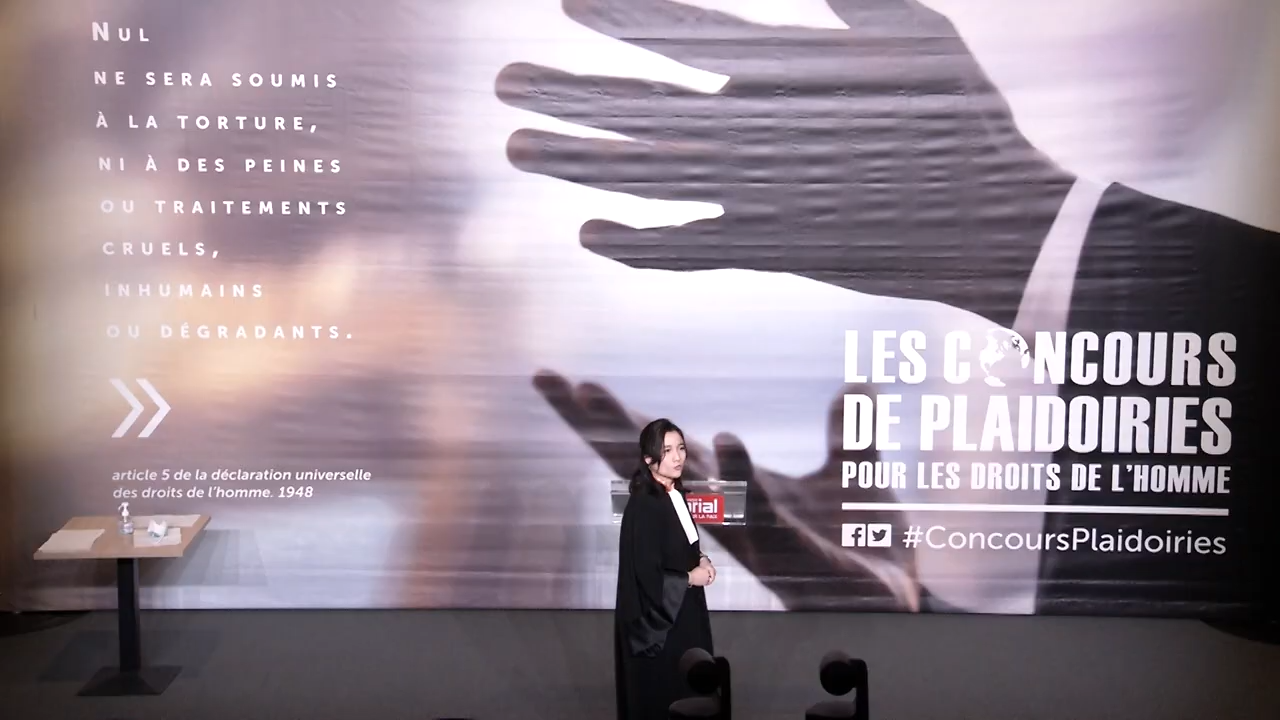 Nul
NE SERA SOUMIS
À LA TORTURE,
NI À DES PEINES
OU TRAITEMENTS
CRUELS,
INHUMAINS
OU DÉGRADANTS.
article 5 de la déclaration universelle
des droits de l'homme. 1948
LES CONCOURS
DE PLAIDOIRIES
POUR LES DROITS DE L'HOMME
#ConcoursPlaidoiries